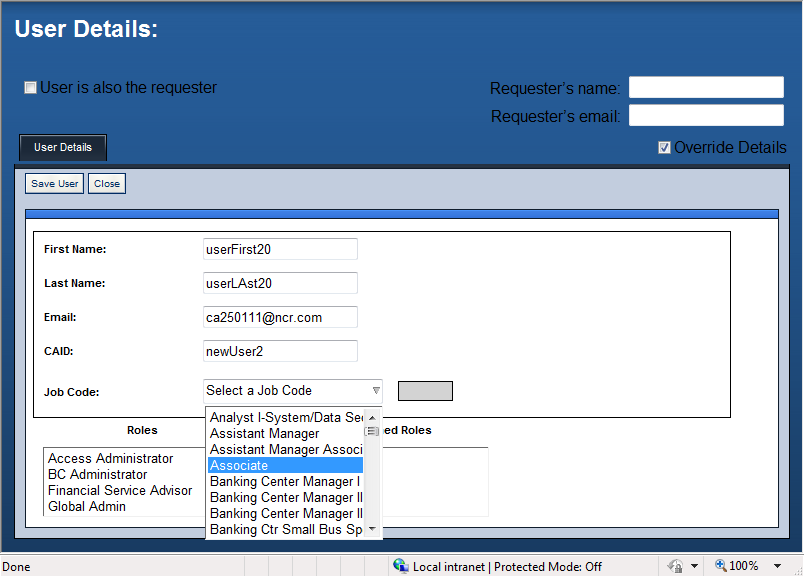 User Details:
User is also the requester
Requester's name:
Requester's email:
User Details
Override Details
Save User
Close
First Name:
userFirst20
Last Name:
userLAst20
Email:
ca250111@ncr.com
CAID:
newUser2
Job Code:
Select a Job Code
Analyst I-System/Data Sec
Assistant Manager
Assistant Manager Associ
Associate
Banking Center Manager I
Banking Center Manager II
Banking Center Manager II
Banking Ctr Small Bus Sp
Roles
ned Roles
Access Administrator
BC Administrator
Financial Service Advisor
Global Admin
Done
Local intranet | Protected Mode: Off
100%